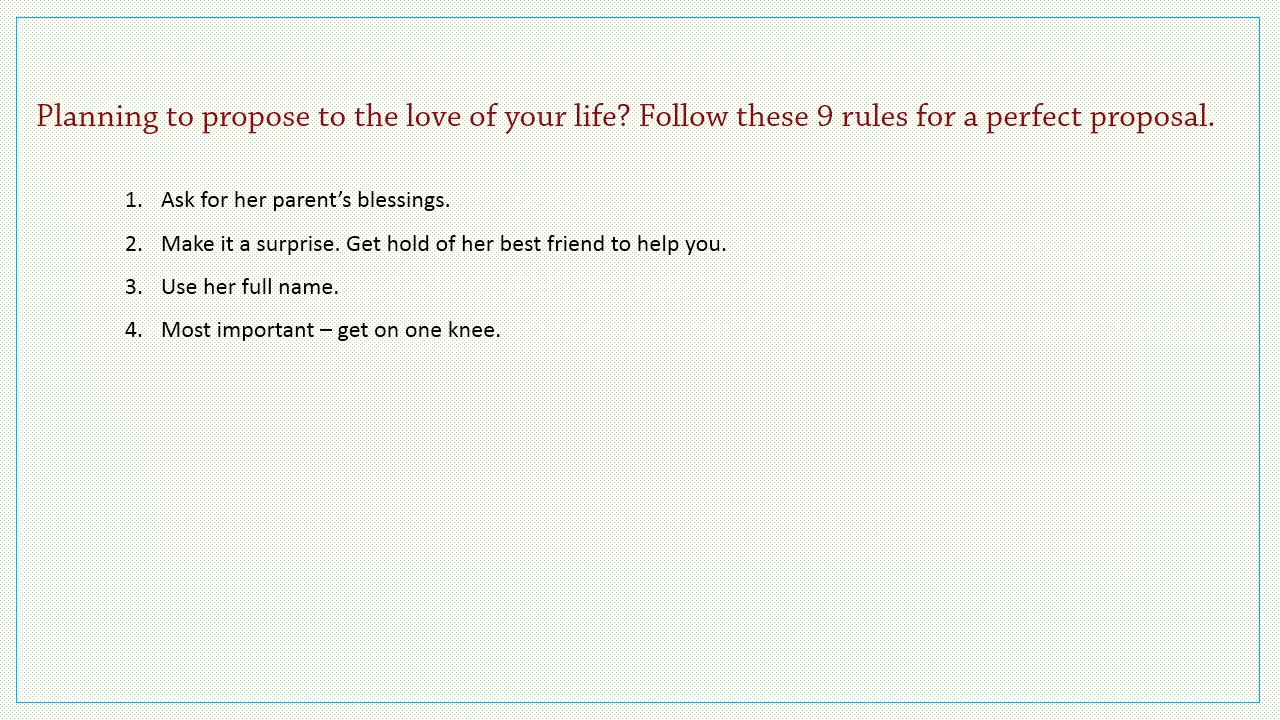 Planning to propose to the love of your life? Follow these 9 rules for a perfect proposal.
1. Ask for her parent’s blessings.
2. Make it a surprise. Get hold of her best friend to help you.
3. Use her full name.
4. Most important – get on one knee.